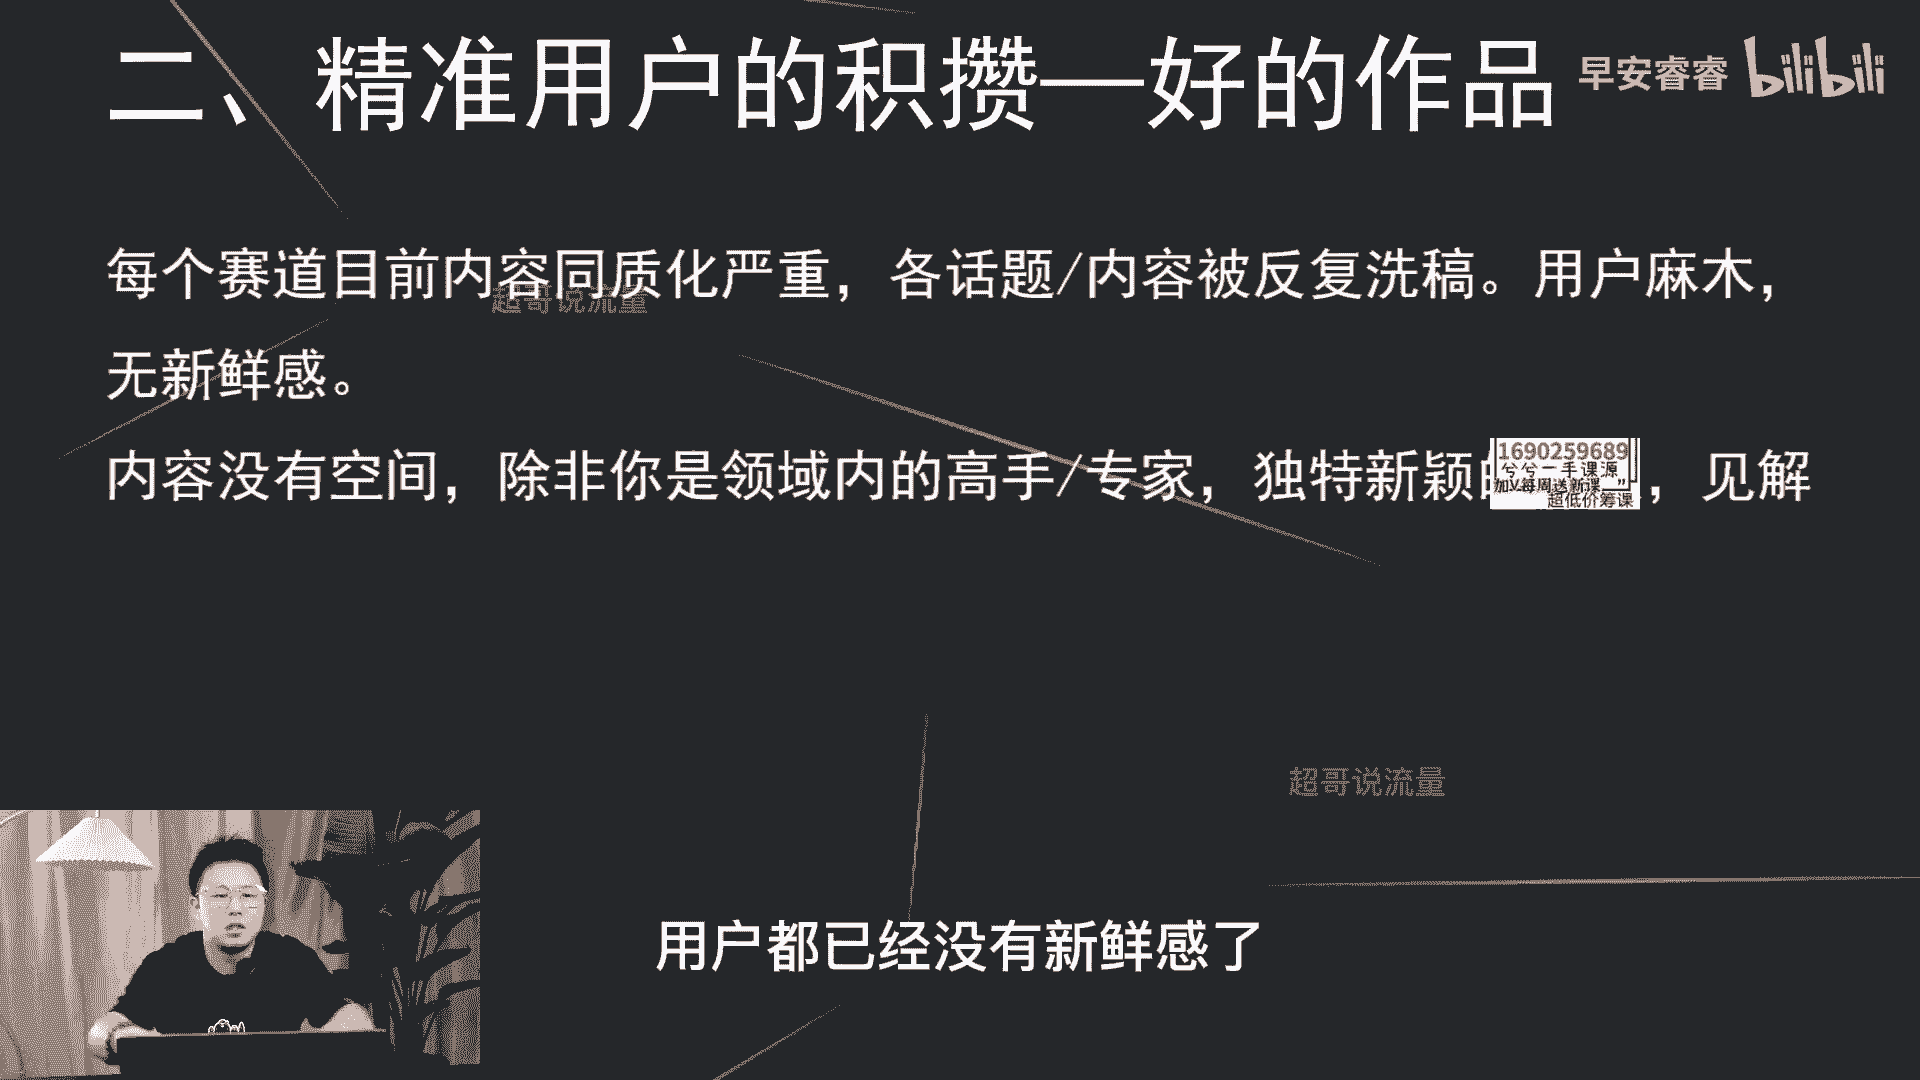 二、精准用户的积攒—好的作品
早安睿睿 bilibili
每个赛道目前内容同质化严重，各话题/内容被反复洗稿。用户麻木，
超哥说流量
无新鲜感。
内容没有空间，除非你是领域内的高手/专家，独特新颖，见解
1690259689
兮兮一手课源
加V每周送新课
超低价筹课
超哥说流量
用户都已经没有新鲜感了